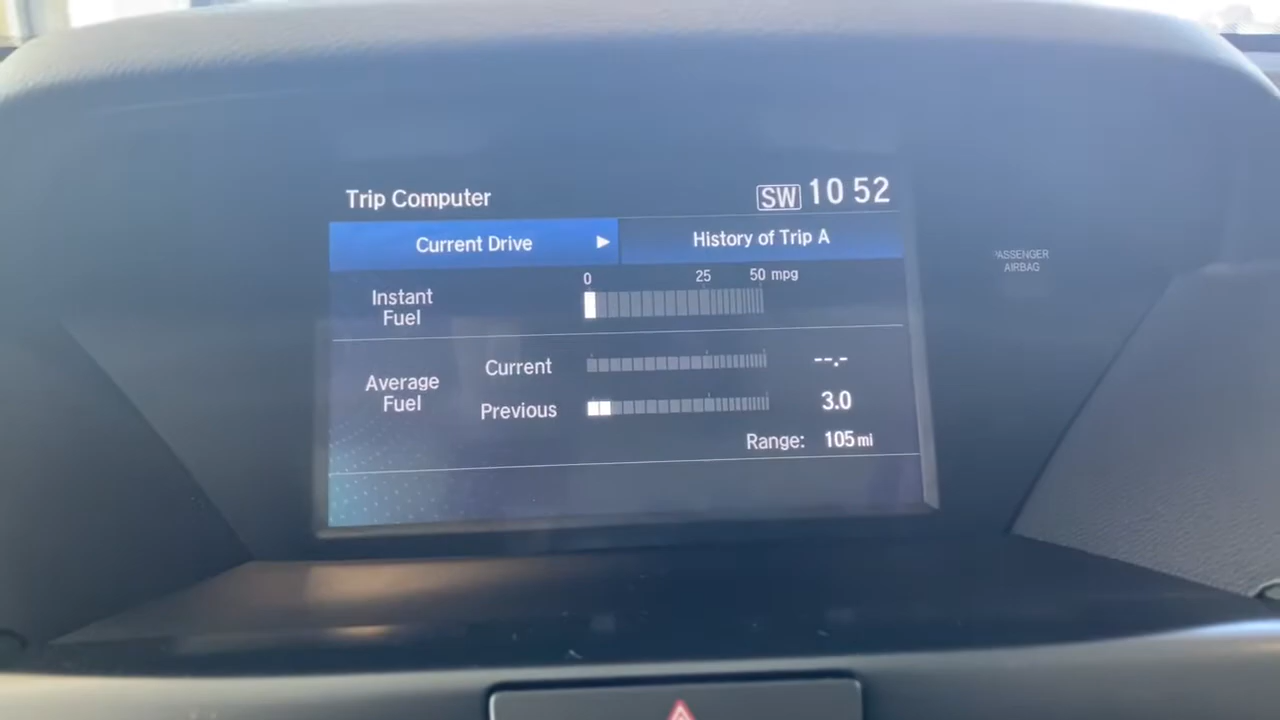 Trip Computer
SW 10 52
Current Drive
History of Trip A
0 25 50 mpg
Instant
Fuel
Average
Fuel
Current --.-
Previous 3.0
Range: 105 mi
PASSENGER
AIRBAG